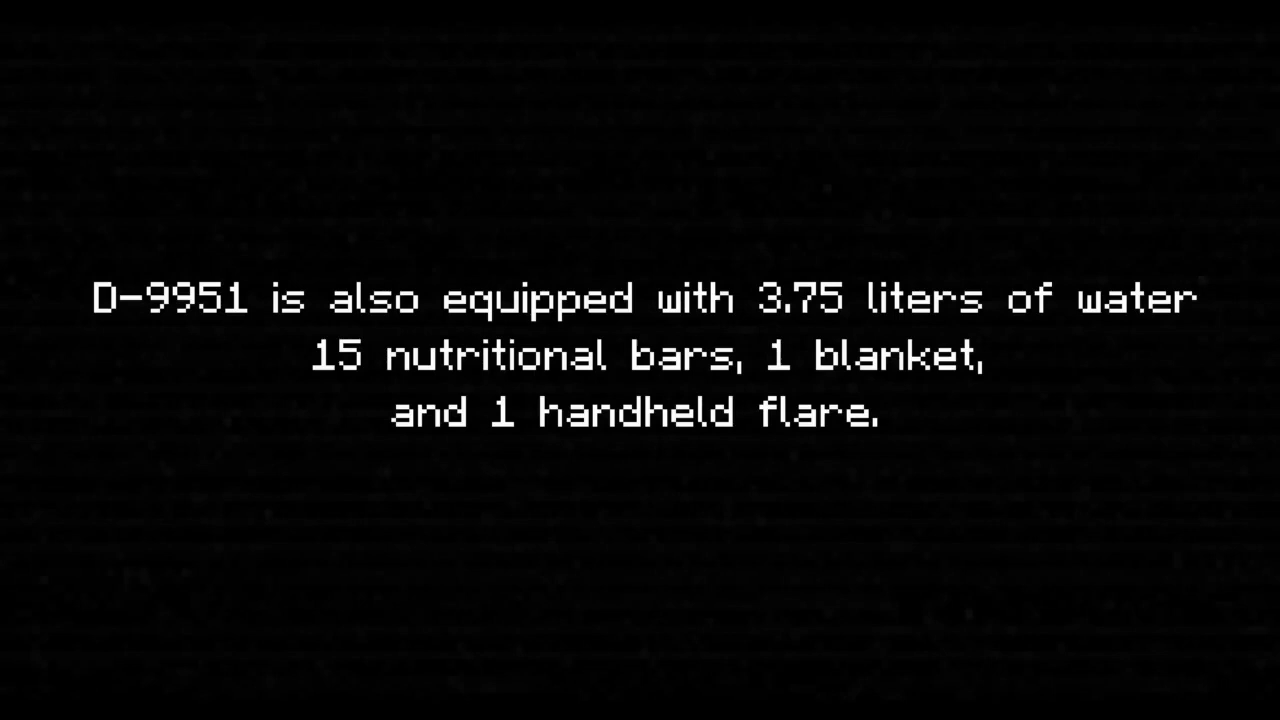 D-9951 is also equipped with 3.75 liters of water
15 nutritional bars, 1 blanket,
and 1 handheld flare.